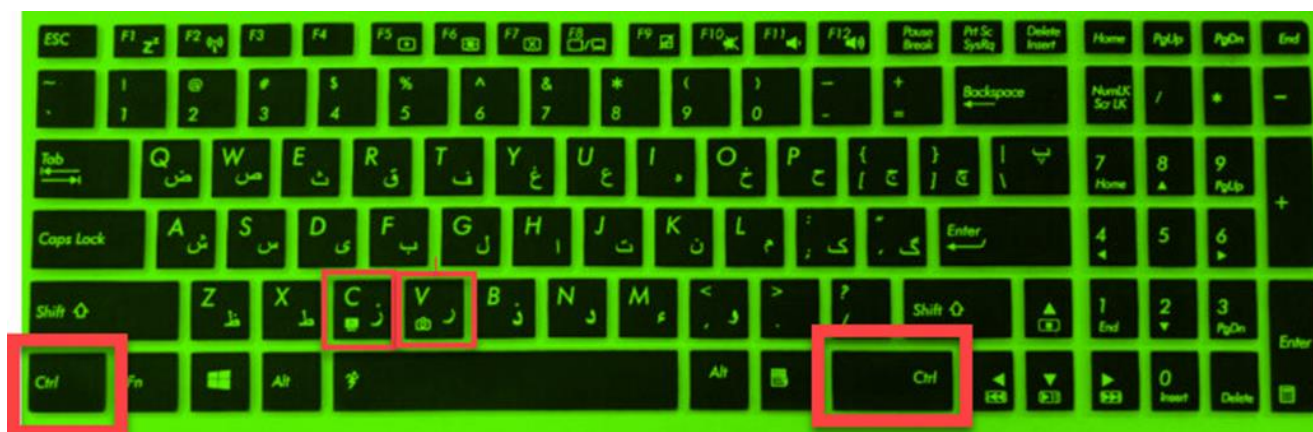 ESC F1 F2 F3 F4 F5 F6 F7 F8 F9 F10 F11 F12 Pause Break Prt Sc SysRq Delete Insert Home PgUp PgDn End
~ ! 1 @ 2 # 3 $ 4 % 5 ^ 6 & 7 * 8 ( 9 ) 0 _ - + = Backspace NumLK Scr LK / * -
Tab Q ض W ص E ث R ق T ف Y غ U ع I ه O خ P ح { [ ج } ] چ | \ پ 7 Home 8 9 PgUp +
Caps Lock A ش S س D ی F ب G ل H ا J ت K ن L م : ; ک " ' گ Enter 4 5 6
Shift Z ظ X ط C ز V ر B ذ N د M ء < , و > . ? / Shift 1 End 2 3 PgDn Enter
Ctrl Fn Alt Alt Ctrl 0 Insert . Delete